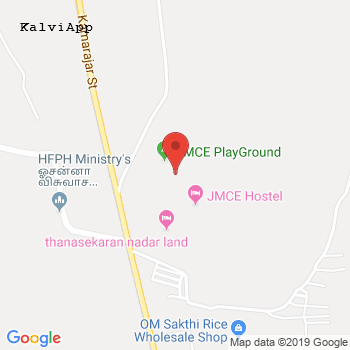 KalviApp
Kamarajar St
JMCE PlayGround
HFPH Ministry's
ஓசன்னா
விசுவாச...
JMCE Hostel
thanasekaran nadar land
OM Sakthi Rice
Wholesale Shop
Google
Map data ©2019 Google